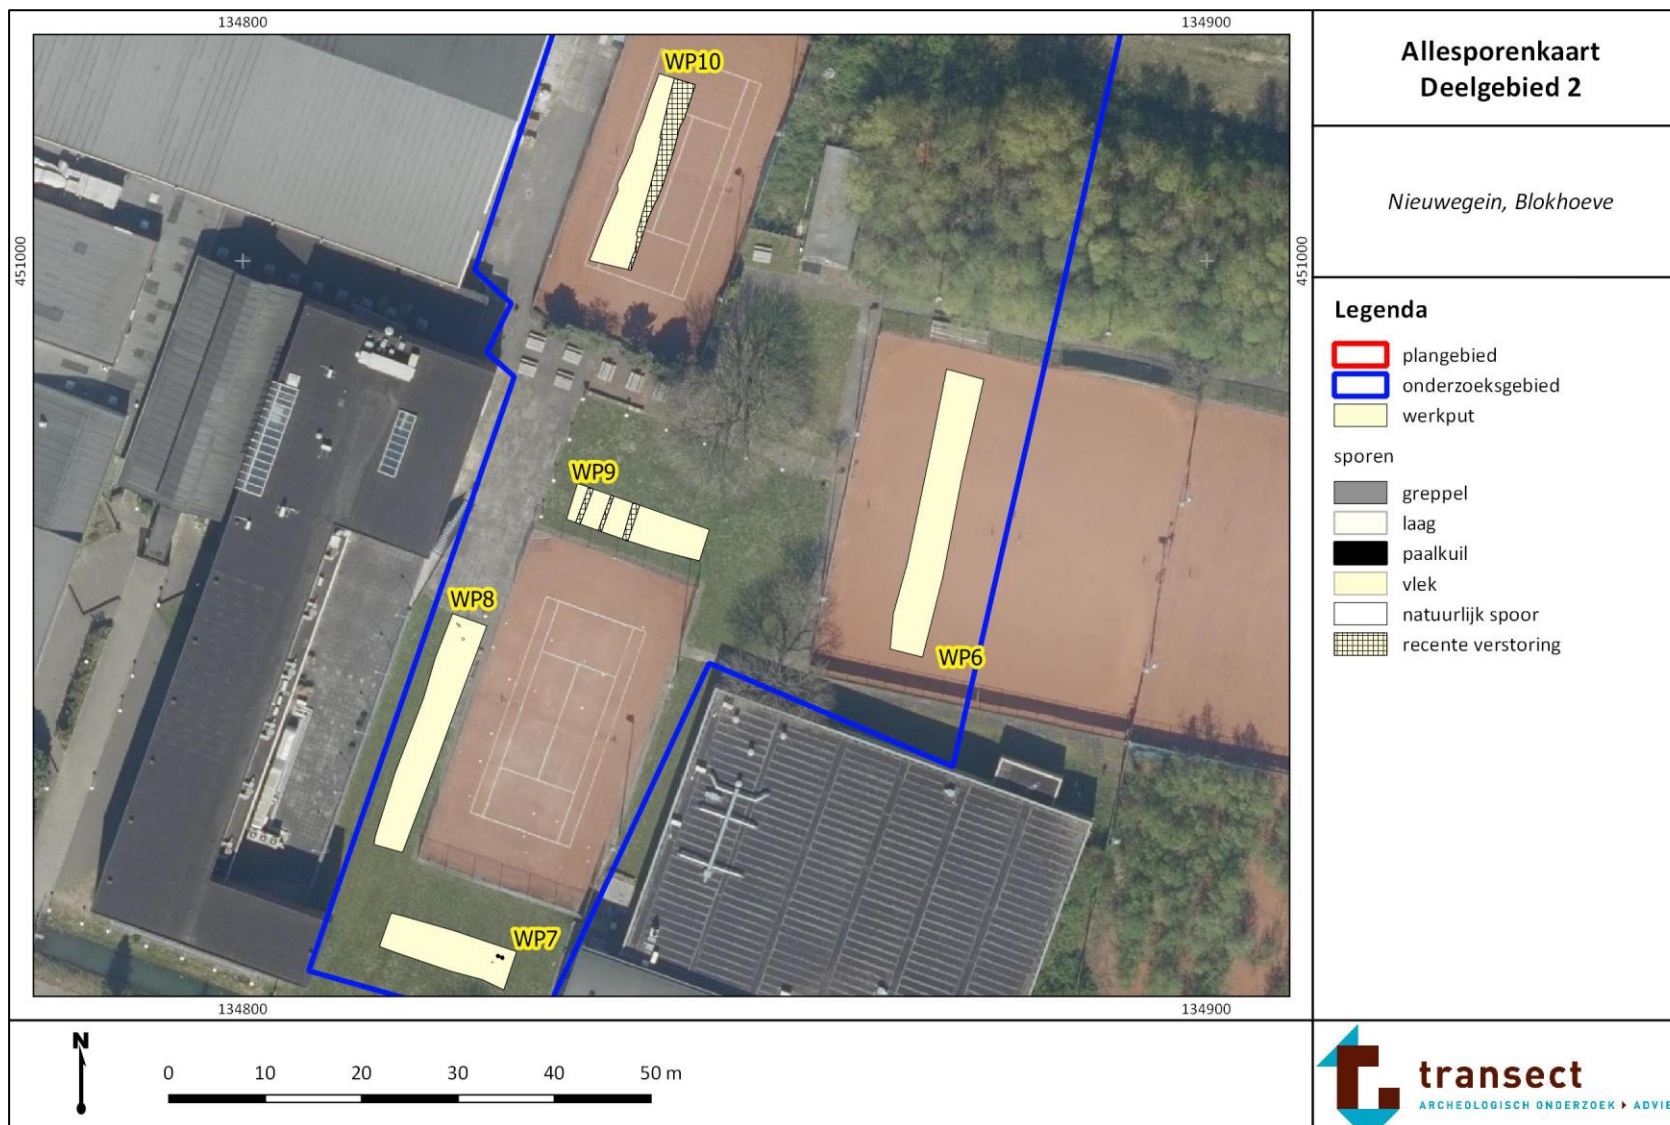 134800
134900
451000
451000
WP10
WP9
WP8
WP6
WP7
134800
134900
Allesporenkaart
Deelgebied 2
Nieuwegein, Blokhoeve
Legenda
plangebied
onderzoeksgebied
werkput
sporen
greppel
laag
paalkuil
vlek
natuurlijk spoor
recente verstoring
N
0 10 20 30 40 50 m
transect
ARCHEOLOGISCH ONDERZOEK ▸ ADVIE